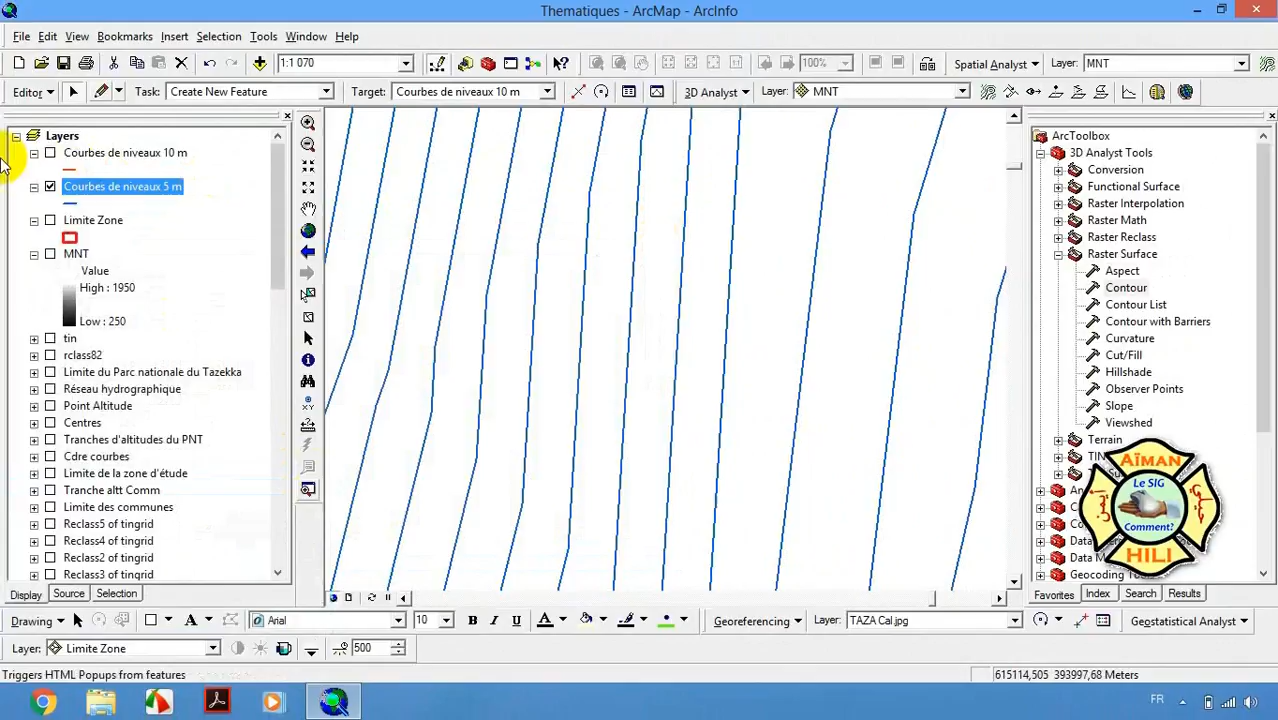 Thematiques - ArcMap - ArcInfo
File Edit View Bookmarks Insert Selection Tools Window Help
1:1 070 100% Spatial Analyst Layer: MNT
Editor Task: Create New Feature Target: Courbes de niveaux 10 m 3D Analyst Layer: MNT
Layers
Courbes de niveaux 10 m
Courbes de niveaux 5 m
Limite Zone
MNT
Value
High : 1950
Low : 250
tin
rclass82
Limite du Parc nationale du Tazekka
Réseau hydrographique
Point Altitude
Centres
Tranches d'altitudes du PNT
Cdre courbes
Limite de la zone d'étude
Tranche altt Comm
Limite des communes
Reclass5 of tingrid
Reclass4 of tingrid
Reclass2 of tingrid
Reclass3 of tingrid
Display Source Selection
ArcToolbox
3D Analyst Tools
Conversion
Functional Surface
Raster Interpolation
Raster Math
Raster Reclass
Raster Surface
Aspect
Contour
Contour List
Contour with Barriers
Curvature
Cut/Fill
Hillshade
Observer Points
Slope
Viewshed
Terrain
Data M
Geocoding To
Favorites Index Search Results
AÏMAN
Le SIG
Comment?
HILI
Drawing A Arial 10 B I U A Georeferencing Layer: TAZA Cal.jpg Geostatistical Analyst
Layer: Limite Zone 500
Triggers HTML Popups from features 615114,505 393997,68 Meters
FR